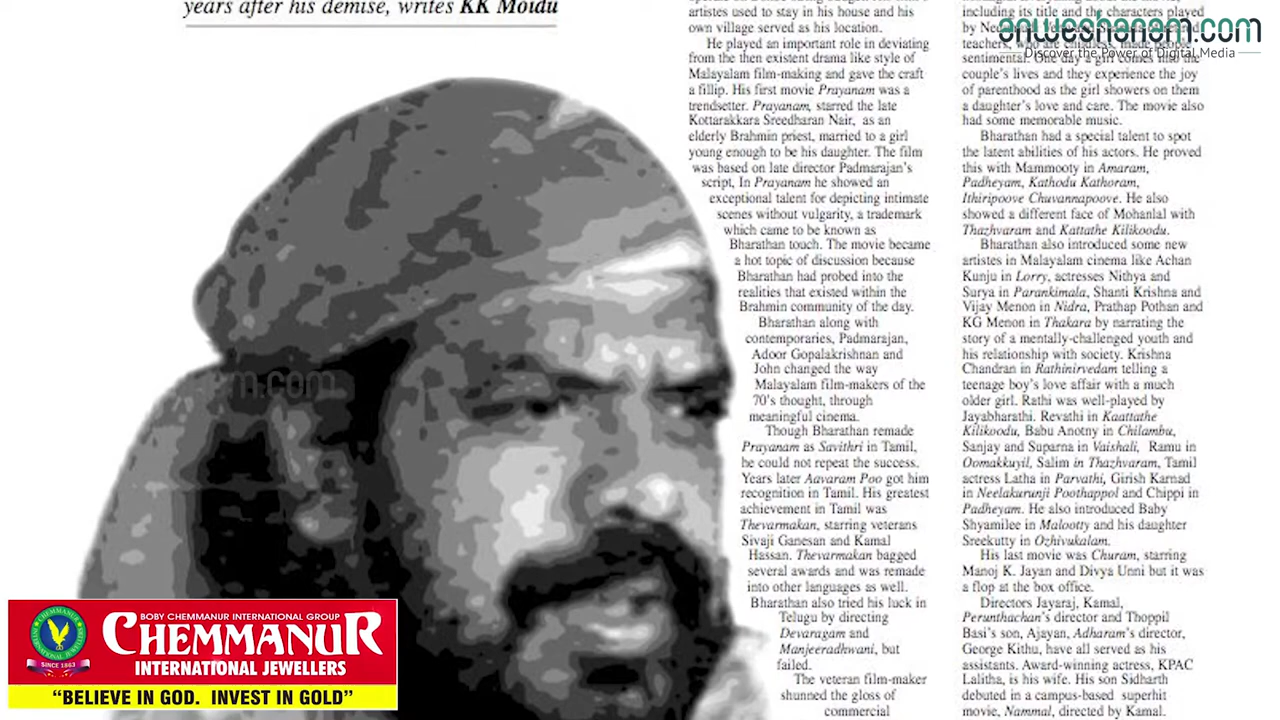 years after his demise, writes KK Moidu
artistes used to stay in his house and his
own village served as his location.
He played an important role in deviating
from the then existent drama like style of
Malayalam film-making and gave the craft
a fillip. His first movie Prayanam was a
trendsetter. Prayanam, starred the late
Kottarakkara Sreedharan Nair, as an
elderly Brahmin priest, married to a girl
young enough to be his daughter. The film
was based on late director Padmarajan's
script, In Prayanam he showed an
exceptional talent for depicting intimate
scenes without vulgarity, a trademark
which came to be known as
Bharathan touch. The movie became
a hot topic of discussion because
Bharathan had probed into the
realities that existed within the
Brahmin community of the day.
Bharathan along with
contemporaries, Padmarajan,
Adoor Gopalakrishnan and
John changed the way
Malayalam film-makers of the
70's thought, through
meaningful cinema.
Though Bharathan remade
Prayanam as Savithri in Tamil,
he could not repeat the success.
Years later Aavaram Poo got him
recognition in Tamil. His greatest
achievement in Tamil was
Thevarmakan, starring veterans
Sivaji Ganesan and Kamal
Hassan. Thevarmakan bagged
several awards and was remade
into other languages as well.
Bharathan also tried his luck in
Telugu by directing
Devaragam and
Manjeeradhwani, but
failed.
The veteran film-maker
shunned the gloss of
commercial
including its title and the characters played
by
teachers, who are childless, made people
sentimental. One day a girl comes into the
couple's lives and they experience the joy
of parenthood as the girl showers on them
a daughter's love and care. The movie also
had some memorable music.
Bharathan had a special talent to spot
the latent abilities of his actors. He proved
this with Mammooty in Amaram,
Padheyam, Kathodu Kathoram,
Ithiripoove Chuvannapoove. He also
showed a different face of Mohanlal with
Thazhvaram and Kattathe Kilikoodu.
Bharathan also introduced some new
artistes in Malayalam cinema like Achan
Kunju in Lorry, actresses Nithya and
Surya in Parankimala, Shanti Krishna and
Vijay Menon in Nidra, Prathap Pothan and
KG Menon in Thakara by narrating the
story of a mentally-challenged youth and
his relationship with society. Krishna
Chandran in Rathinirvedam telling a
teenage boy's love affair with a much
older girl. Rathi was well-played by
Jayabharathi. Revathi in Kaattathe
Kilikoodu, Babu Anotny in Chilambu,
Sanjay and Suparna in Vaishali, Ramu in
Oomakkuyil, Salim in Thazhvaram, Tamil
actress Latha in Parvathi, Girish Karnad
in Neelakurunji Poothappol and Chippi in
Padheyam. He also introduced Baby
Shyamilee in Malootty and his daughter
Sreekutty in Ozhivukalam.
His last movie was Churam, starring
Manoj K. Jayan and Divya Unni but it was
a flop at the box office.
Directors Jayaraj, Kamal,
Perunthachan's director and Thoppil
Basi's son, Ajayan, Adharam's director,
George Kithu, have all served as his
assistants. Award-winning actress, KPAC
Lalitha, is his wife. His son Sidharth
debuted in a campus-based superhit
movie, Nammal, directed by Kamal.
anweshanam.com
Discover the Power of Digital Media
BOBY CHEMMANUR INTERNATIONAL GROUP
CHEMMANUR
INTERNATIONAL JEWELLERS
SINCE 1863
"BELIEVE IN GOD. INVEST IN GOLD"